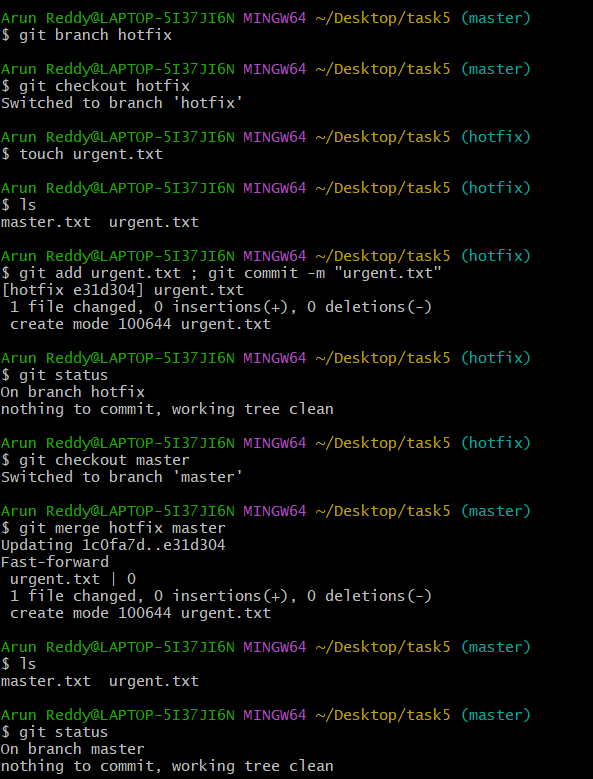 Arun Reddy@LAPTOP-5I37JI6N MINGW64 ~/Desktop/task5 (master)
$ git branch hotfix
Arun Reddy@LAPTOP-5I37JI6N MINGW64 ~/Desktop/task5 (master)
$ git checkout hotfix
Switched to branch 'hotfix'
Arun Reddy@LAPTOP-5I37JI6N MINGW64 ~/Desktop/task5 (hotfix)
$ touch urgent.txt
Arun Reddy@LAPTOP-5I37JI6N MINGW64 ~/Desktop/task5 (hotfix)
$ ls
master.txt  urgent.txt
Arun Reddy@LAPTOP-5I37JI6N MINGW64 ~/Desktop/task5 (hotfix)
$ git add urgent.txt ; git commit -m "urgent.txt"
[hotfix e31d304] urgent.txt
 1 file changed, 0 insertions(+), 0 deletions(-)
 create mode 100644 urgent.txt
Arun Reddy@LAPTOP-5I37JI6N MINGW64 ~/Desktop/task5 (hotfix)
$ git status
On branch hotfix
nothing to commit, working tree clean
Arun Reddy@LAPTOP-5I37JI6N MINGW64 ~/Desktop/task5 (hotfix)
$ git checkout master
Switched to branch 'master'
Arun Reddy@LAPTOP-5I37JI6N MINGW64 ~/Desktop/task5 (master)
$ git merge hotfix master
Updating 1c0fa7d..e31d304
Fast-forward
 urgent.txt | 0
 1 file changed, 0 insertions(+), 0 deletions(-)
 create mode 100644 urgent.txt
Arun Reddy@LAPTOP-5I37JI6N MINGW64 ~/Desktop/task5 (master)
$ ls
master.txt  urgent.txt
Arun Reddy@LAPTOP-5I37JI6N MINGW64 ~/Desktop/task5 (master)
$ git status
On branch master
nothing to commit, working tree clean